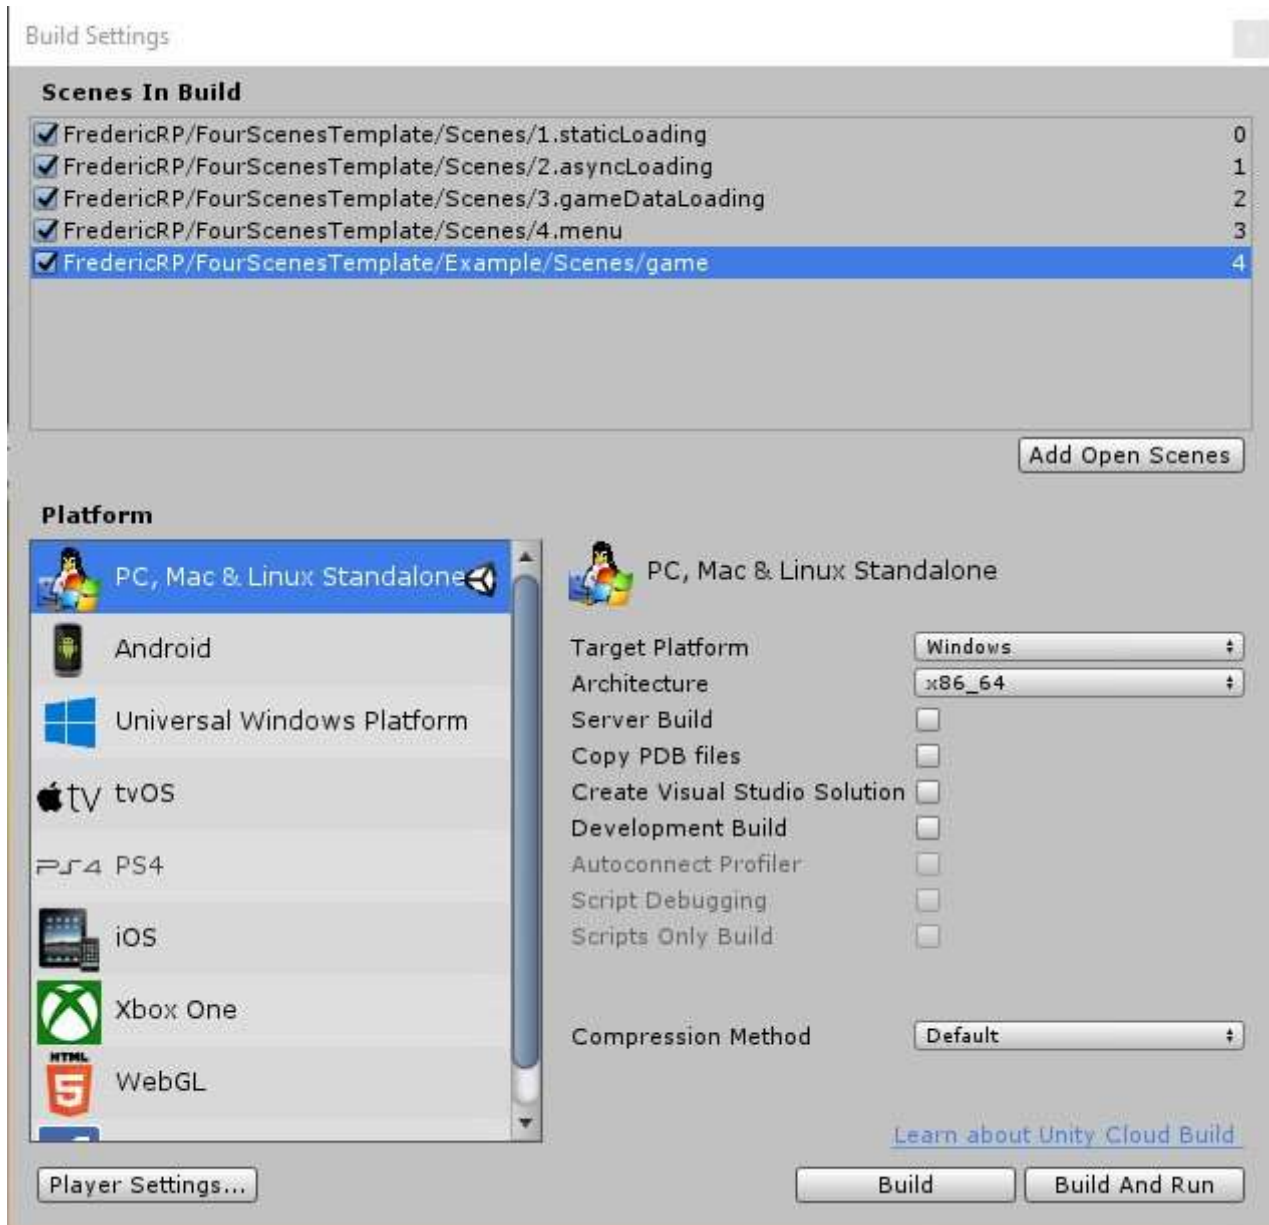 Build Settings
Scenes In Build
FredericRP/FourScenesTemplate/Scenes/1.staticLoading 0
FredericRP/FourScenesTemplate/Scenes/2.asyncLoading 1
FredericRP/FourScenesTemplate/Scenes/3.gameDataLoading 2
FredericRP/FourScenesTemplate/Scenes/4.menu 3
FredericRP/FourScenesTemplate/Example/Scenes/game 4
Add Open Scenes
Platform
PC, Mac & Linux Standalone
Android
Universal Windows Platform
tv tvOS
PS4 PS4
iOS
Xbox One
HTML
5 WebGL
PC, Mac & Linux Standalone
Target Platform Windows
Architecture x86_64
Server Build
Copy PDB files
Create Visual Studio Solution
Development Build
Autoconnect Profiler
Script Debugging
Scripts Only Build
Compression Method Default
Learn about Unity Cloud Build
Player Settings... Build Build And Run